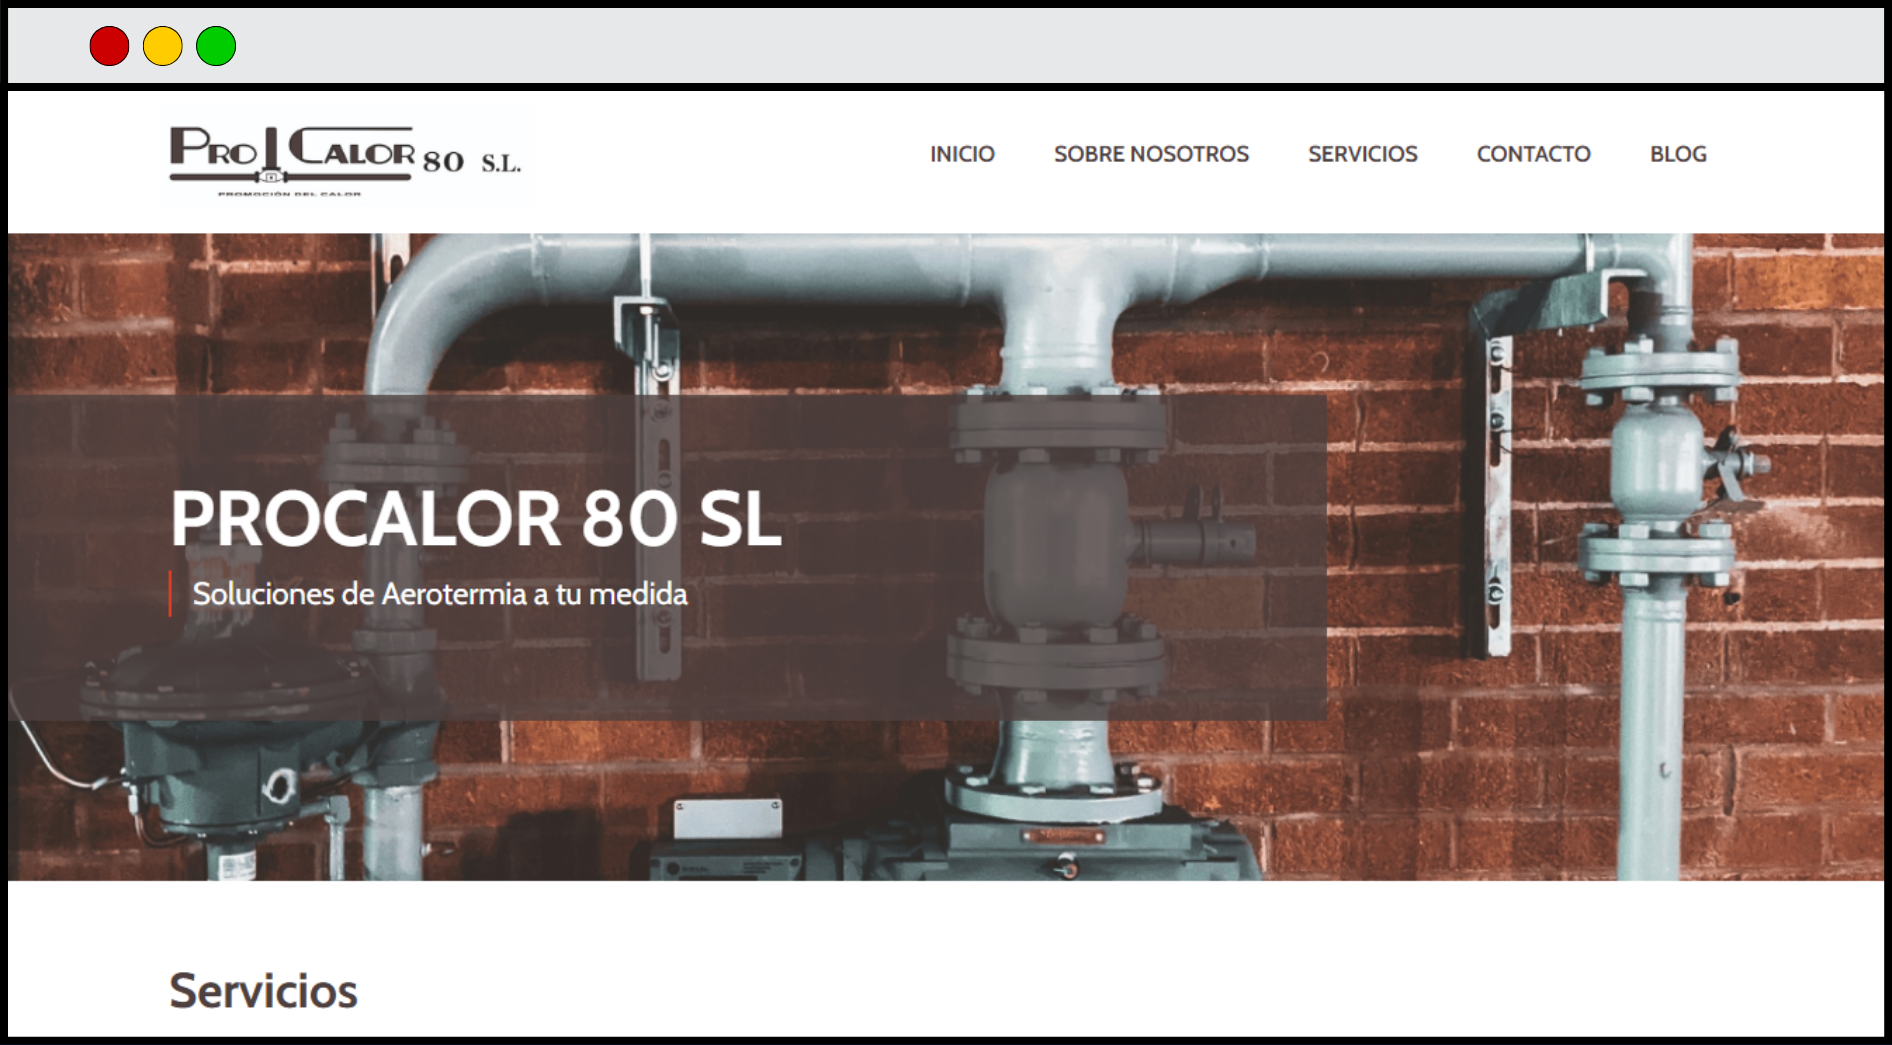 PRO CALOR 80 S.L.
PROMOCIÓN DEL CALOR
INICIO SOBRE NOSOTROS SERVICIOS CONTACTO BLOG
PROCALOR 80 SL
Soluciones de Aerotermia a tu medida
Servicios